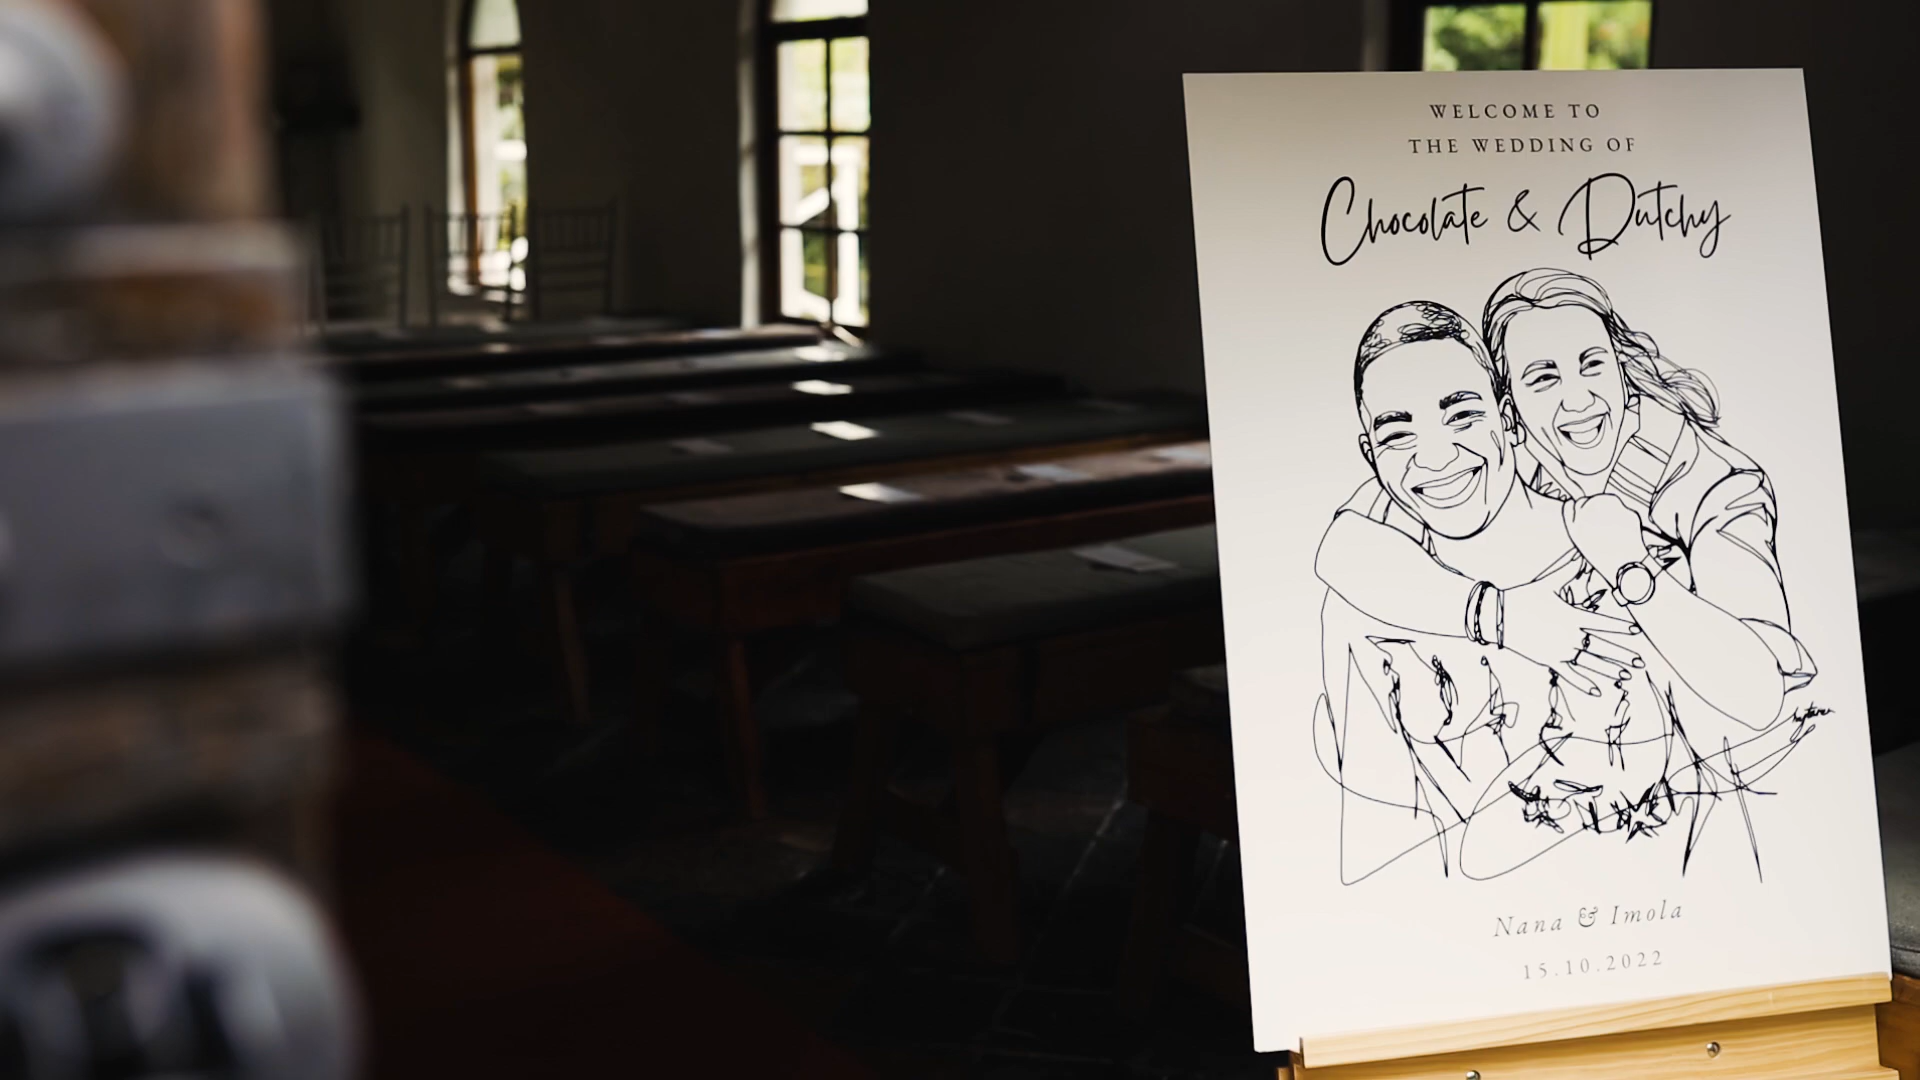 WELCOME TO
THE WEDDING OF
Chocolate & Dutchy
Nana & Imola
15.10.2022